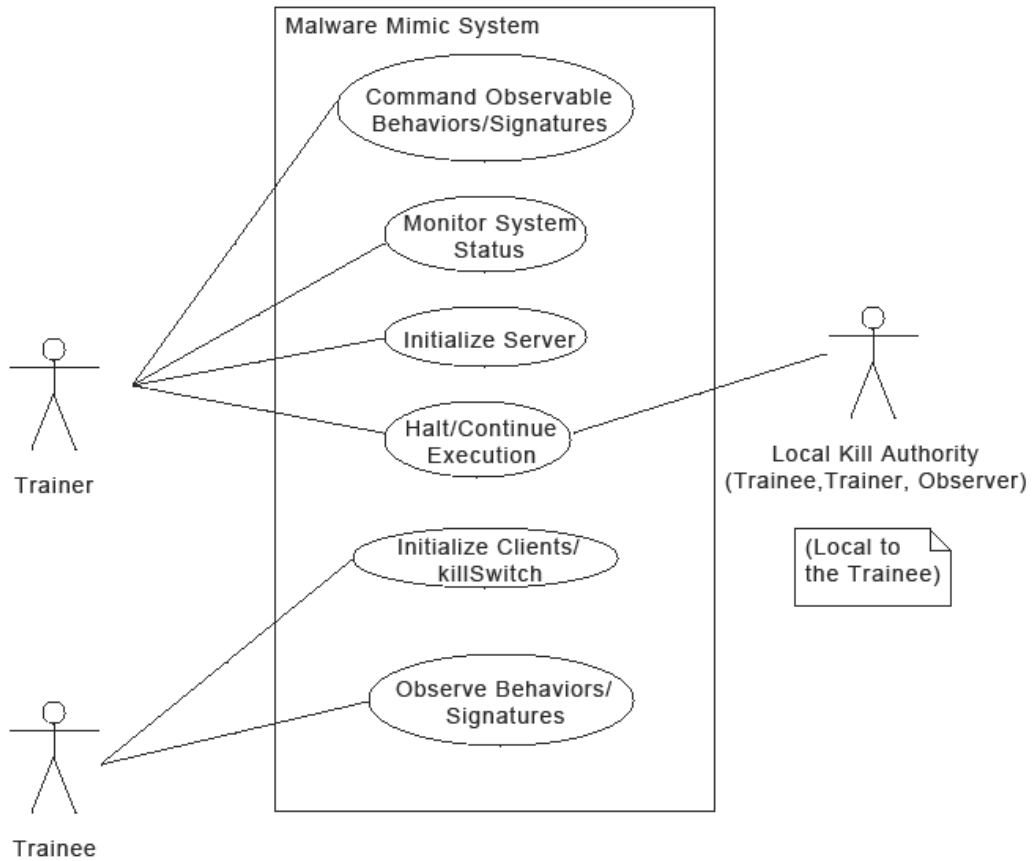 Malware Mimic System
Command Observable
Behaviors/Signatures
Monitor System
Status
Initialize Server
Halt/Continue
Execution
Trainer
Local Kill Authority
(Trainee,Trainer, Observer)
(Local to
the Trainee)
Initialize Clients/
killSwitch
Observe Behaviors/
Signatures
Trainee